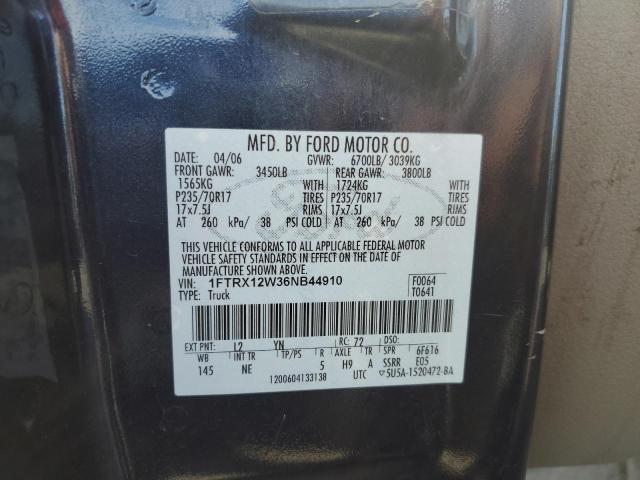 MFD. BY FORD MOTOR CO.
DATE: 04/06 GVWR: 6700LB/ 3039KG
FRONT GAWR: 3450LB REAR GAWR: 3800LB
1565KG WITH 1724KG WITH
P235/70R17 TIRES P235/70R17 TIRES
17x7.5J RIMS 17x7.5J RIMS
AT 260 kPa/ 38 PSI COLD AT 260 kPa/ 38 PSI COLD
THIS VEHICLE CONFORMS TO ALL APPLICABLE FEDERAL MOTOR
VEHICLE SAFETY STANDARDS IN EFFECT ON THE DATE OF
MANUFACTURE SHOWN ABOVE.
VIN: 1FTRX12W36NB44910 F0064
TYPE: Truck T0641
EXT PNT: L2 YN RC: 72 DSO:
WB INT TR TP/PS R AXLE TR SPR 6F616
145 NE 5 H9 A SSRR E05
1200604133138 UTC ▽5U5A-1520472-BA